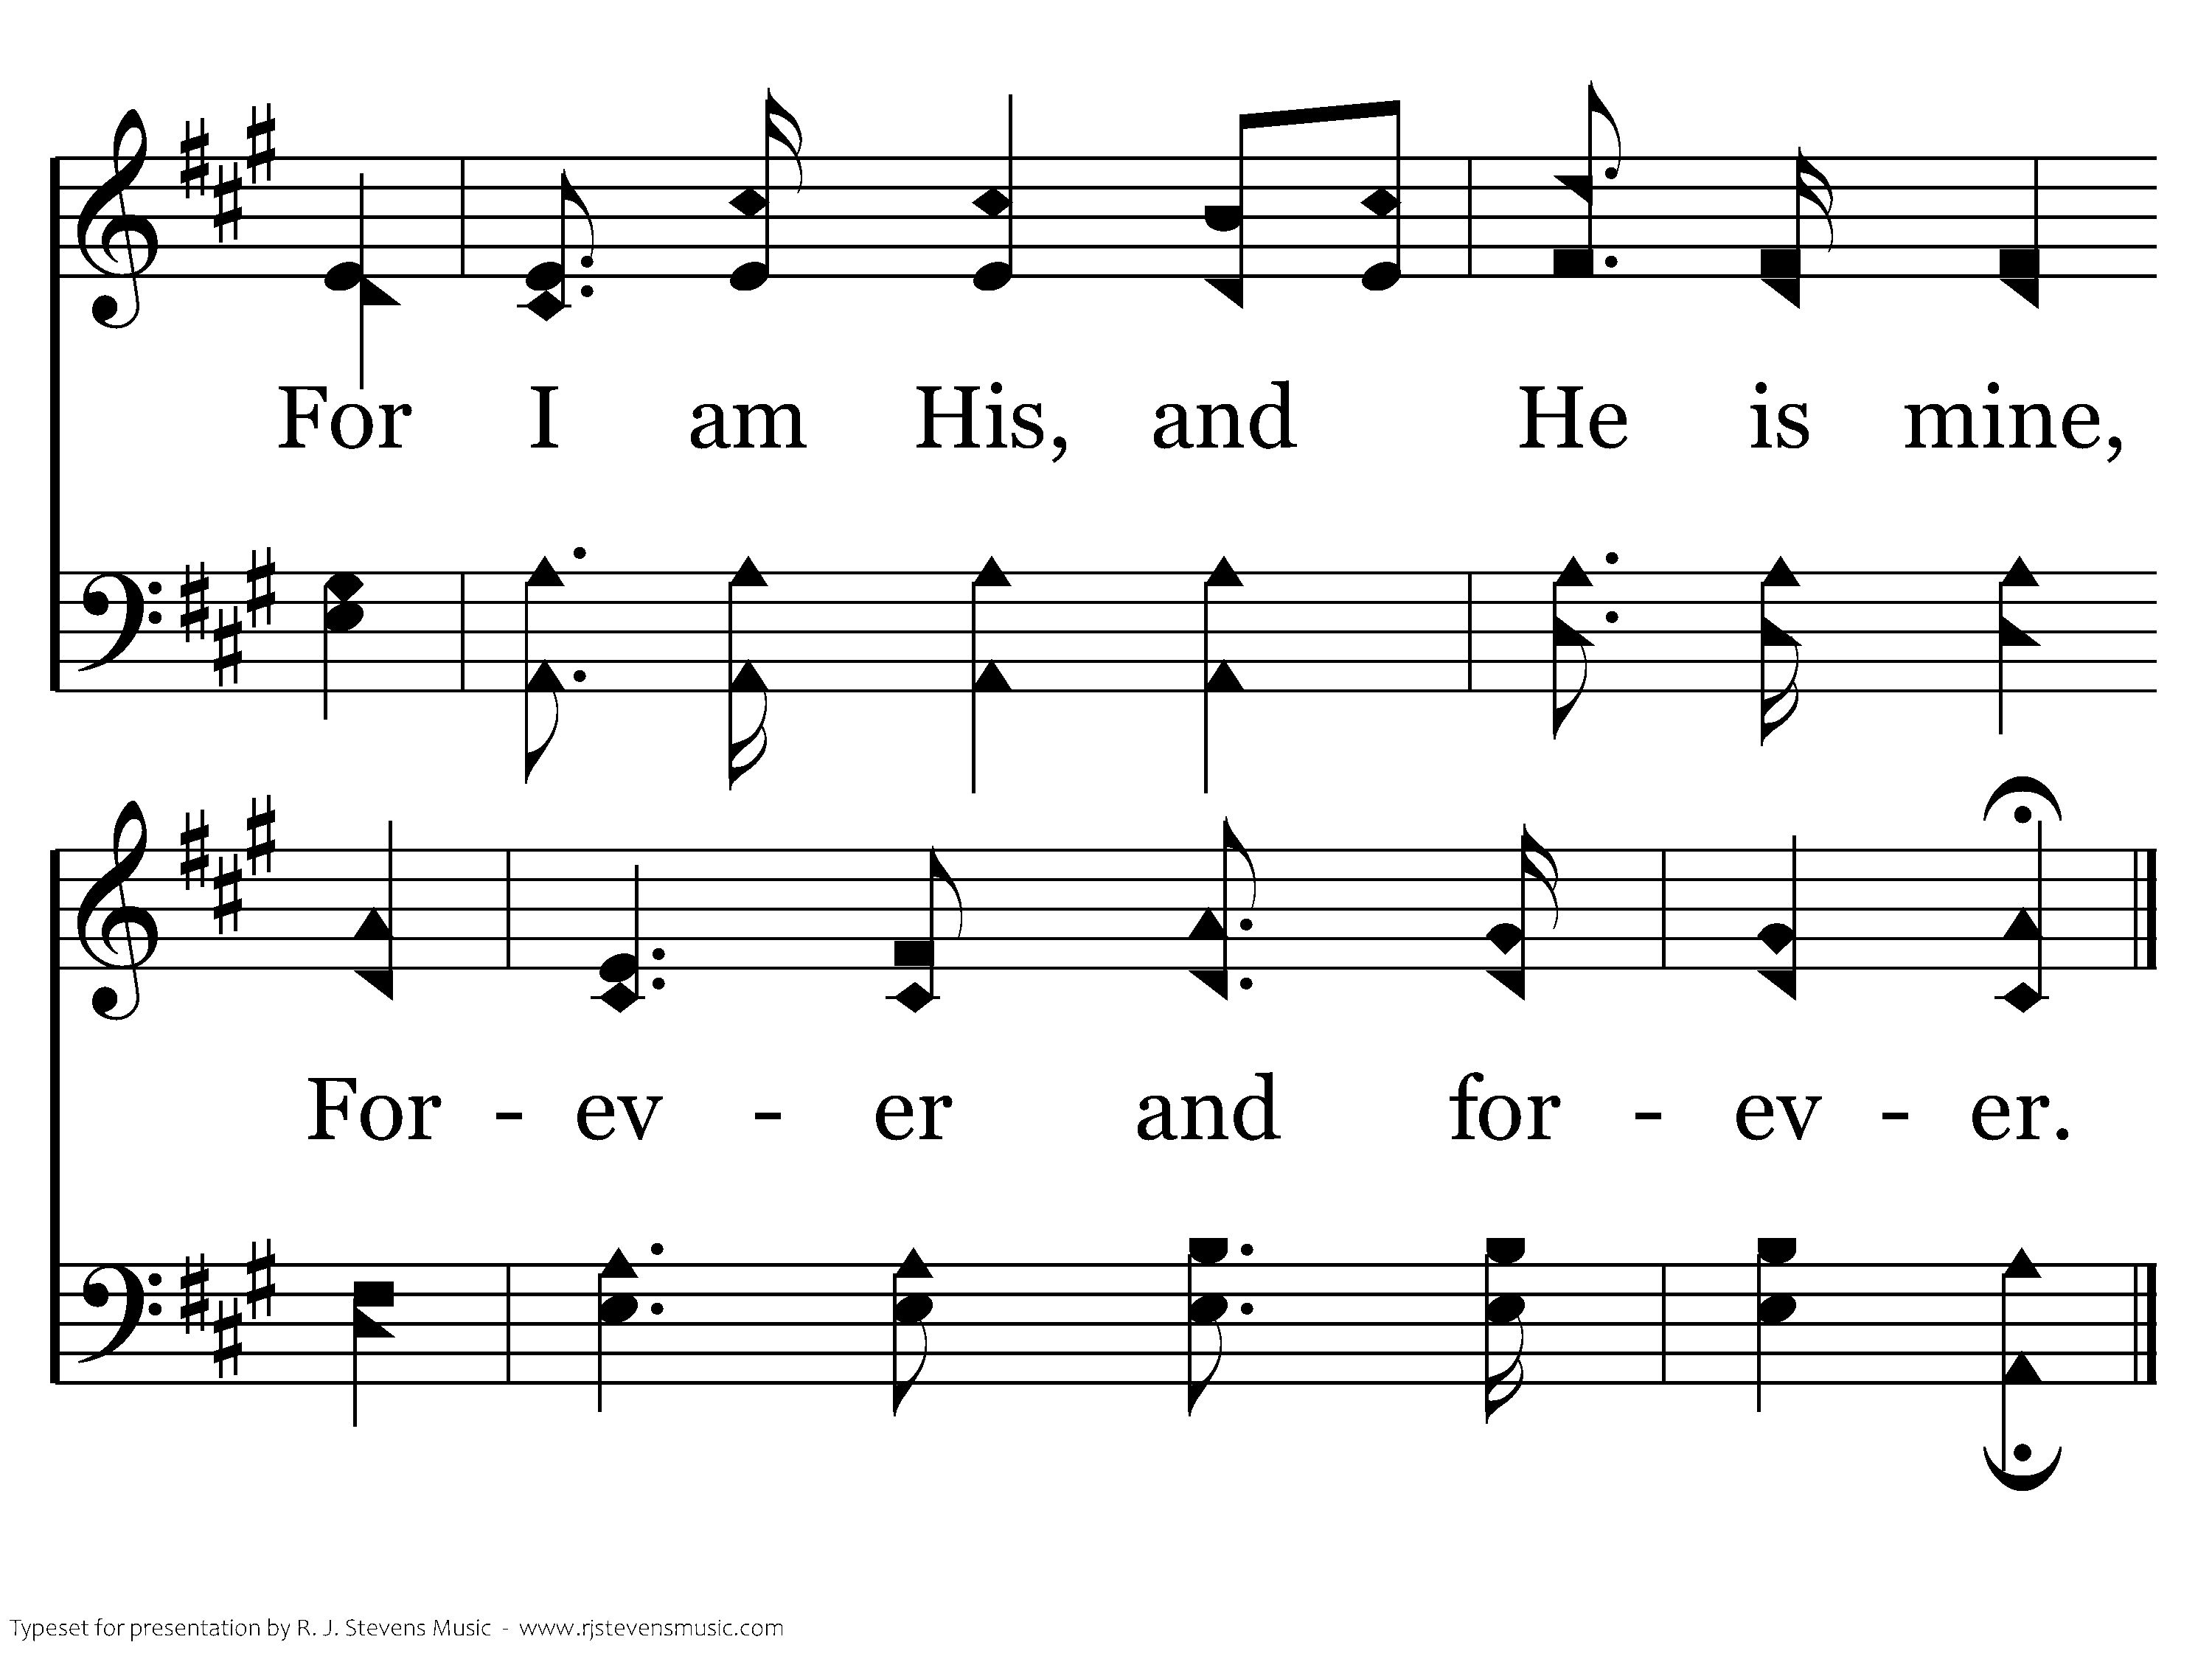 For I am His, and He is mine,
For - ev - er and for - ev - er.
Typeset for presentation by R. J. Stevens Music - www.rjstevensmusic.com